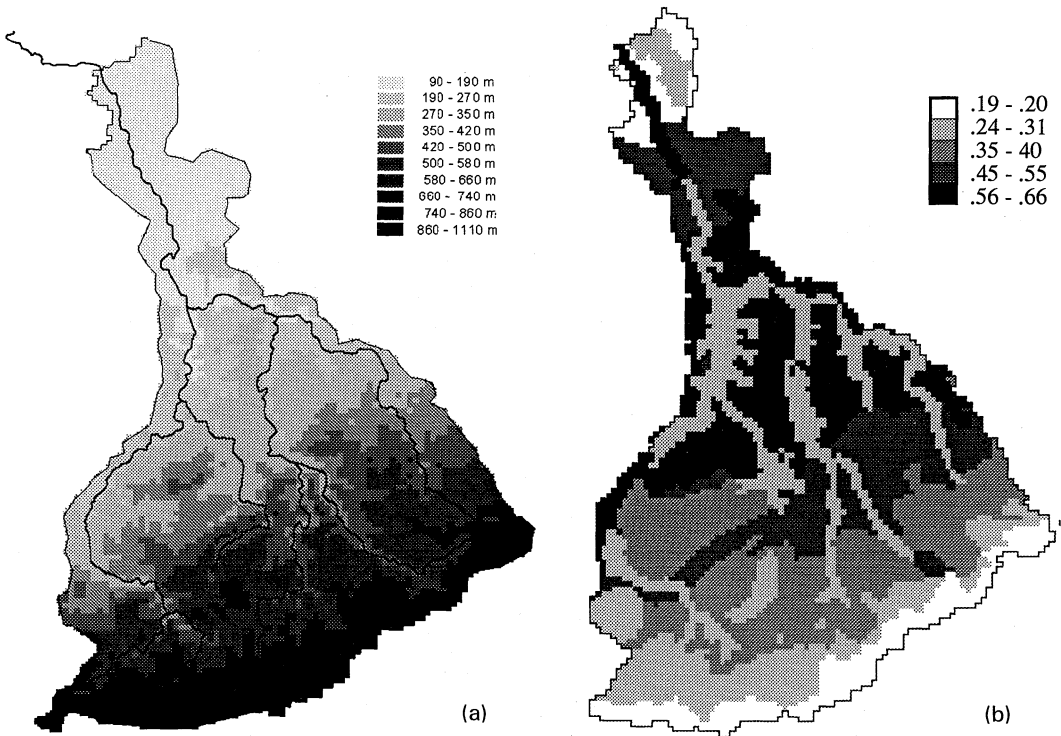 90 - 190 m
190 - 270 m
270 - 350 m
350 - 420 m
420 - 500 m
500 - 580 m
580 - 660 m
660 - 740 m
740 - 860 m
860 - 1110 m
(a)
.19 - .20
.24 - .31
.35 - 40
.45 - .55
.56 - .66
(b)